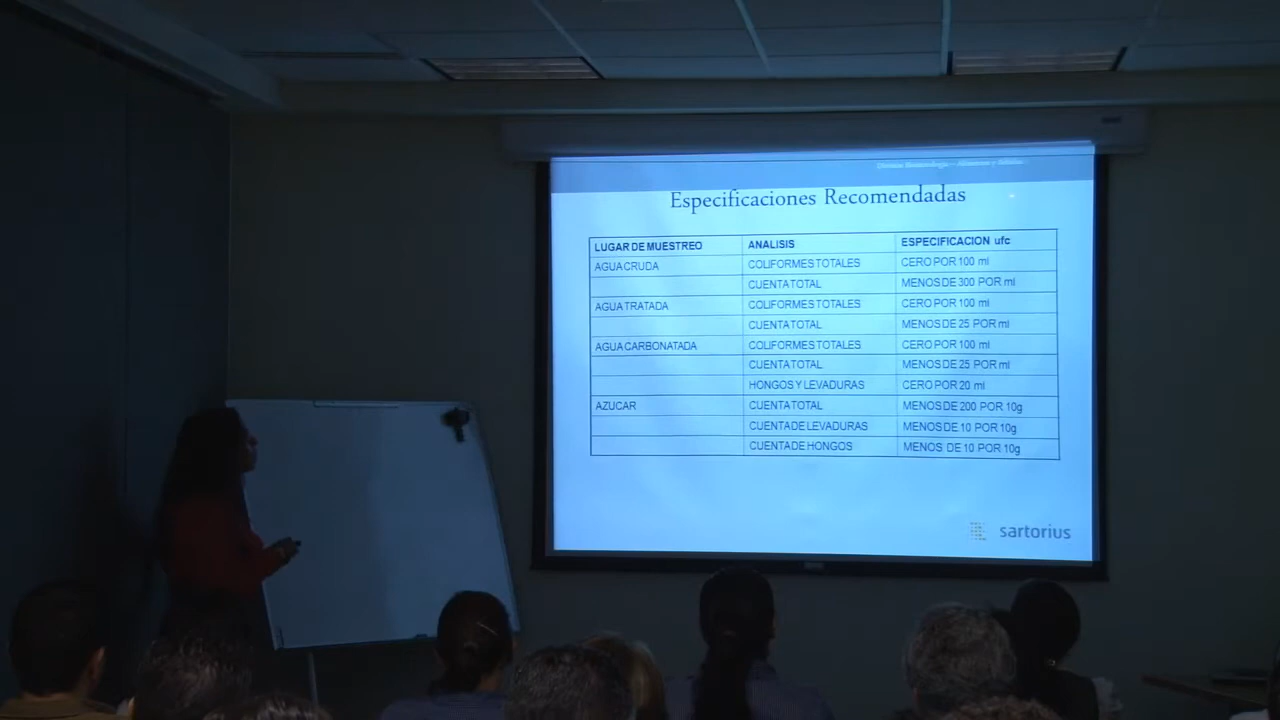 Especificaciones Recomendadas
LUGAR DE MUESTREO ANALISIS ESPECIFICACION ufc
AGUA CRUDA COLIFORMES TOTALES CERO POR 100 ml
CUENTA TOTAL MENOS DE 300 POR ml
AGUA TRATADA COLIFORMES TOTALES CERO POR 100 ml
CUENTA TOTAL MENOS DE 25 POR ml
AGUA CARBONATADA COLIFORMES TOTALES CERO POR 100 ml
CUENTA TOTAL MENOS DE 25 POR ml
HONGOS Y LEVADURAS CERO POR 20 ml
AZUCAR CUENTA TOTAL MENOS DE 200 POR 10g
CUENTA DE LEVADURAS MENOS DE 10 POR 10g
CUENTA DE HONGOS MENOS DE 10 POR 10g
sartorius